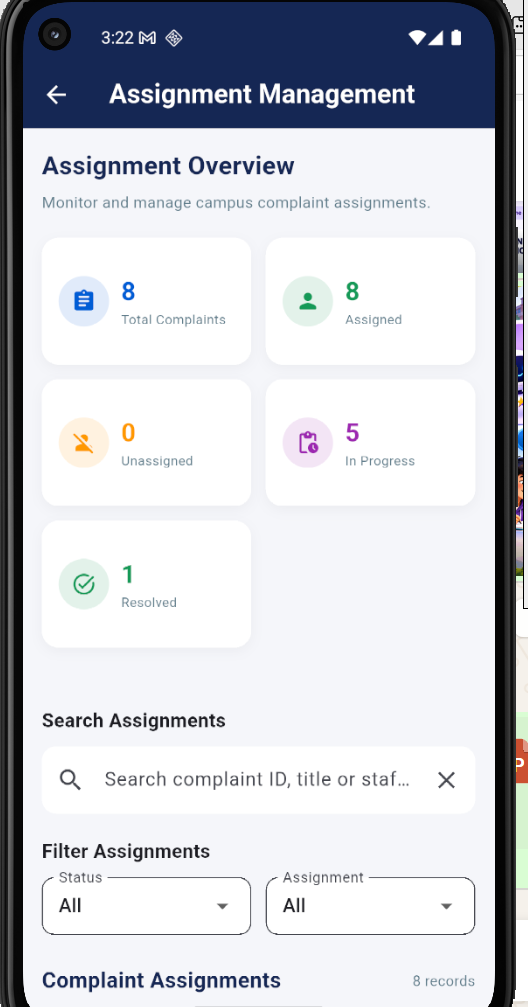 3:22
Assignment Management
Assignment Overview
Monitor and manage campus complaint assignments.
8
Total Complaints
8
Assigned
0
Unassigned
5
In Progress
1
Resolved
Search Assignments
Search complaint ID, title or staf...
Filter Assignments
Status
All
Assignment
All
Complaint Assignments
8 records